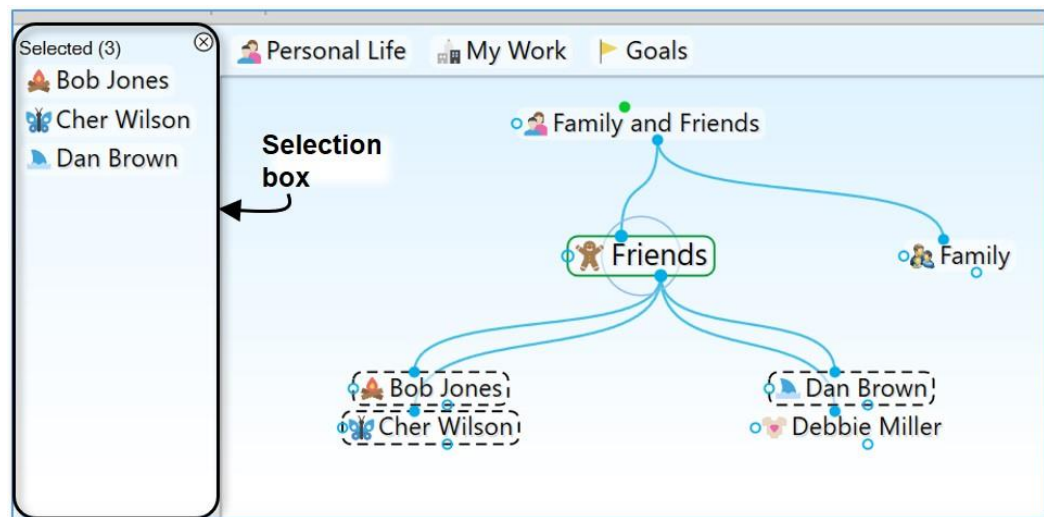 Selected (3)
Bob Jones
Cher Wilson
Dan Brown
Personal Life My Work Goals
Selection
box
Family and Friends
Friends
Family
Bob Jones
Cher Wilson
Dan Brown
Debbie Miller